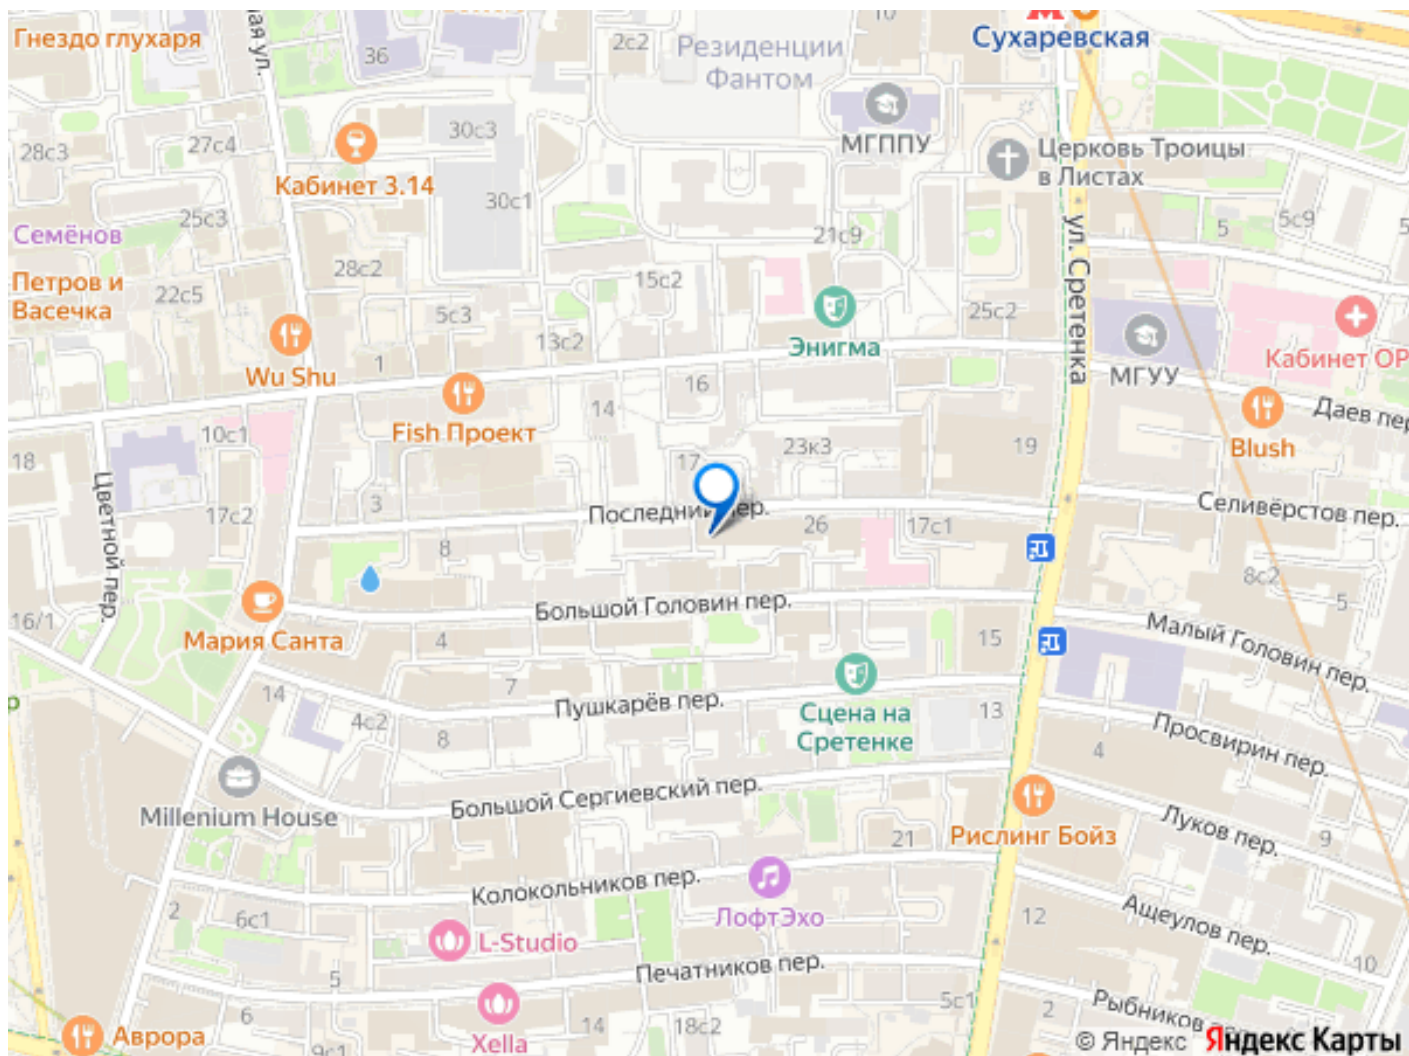 Гнездо глухаря
36
2с2
Резиденции
Фантом
10
Сухаревская
МГППУ
Церковь Троицы
в Листах
28с3
27с4
30с3
Кабинет 3.14
30с1
25с3
Семёнов
21с9
ул. Сретенка
5
5с9
5
Петров и
Васечка
22с5
28с2
15с2
5с3
Энигма
25с2
Кабинет ОР
13с2
Wu Shu
1
16
МГУУ
Даев пер
Fish Проект
14
Blush
10с1
18
17
23к3
19
Цветной пер.
17с2
3
Последний пер.
26
17с1
Селивёрстов пер.
8
8с2
5
16/1
Большой Головин пер.
Мария Санта
4
15
Малый Головин пер.
14
7
Пушкарёв пер.
4с2
8
Сцена на
Сретенке
13
Просвирин пер.
4
Millenium House
Большой Сергиевский пер.
21
Рислинг Бойз
Луков пер.
9
Колокольников пер.
ЛофтЭхо
2
6с1
L-Studio
12
Ащеулов пер.
10
5
Печатников пер.
5с1
2
Рыбников
6
Xella
14
18с2
Аврора
9с1
© Яндекс Яндекс Карты